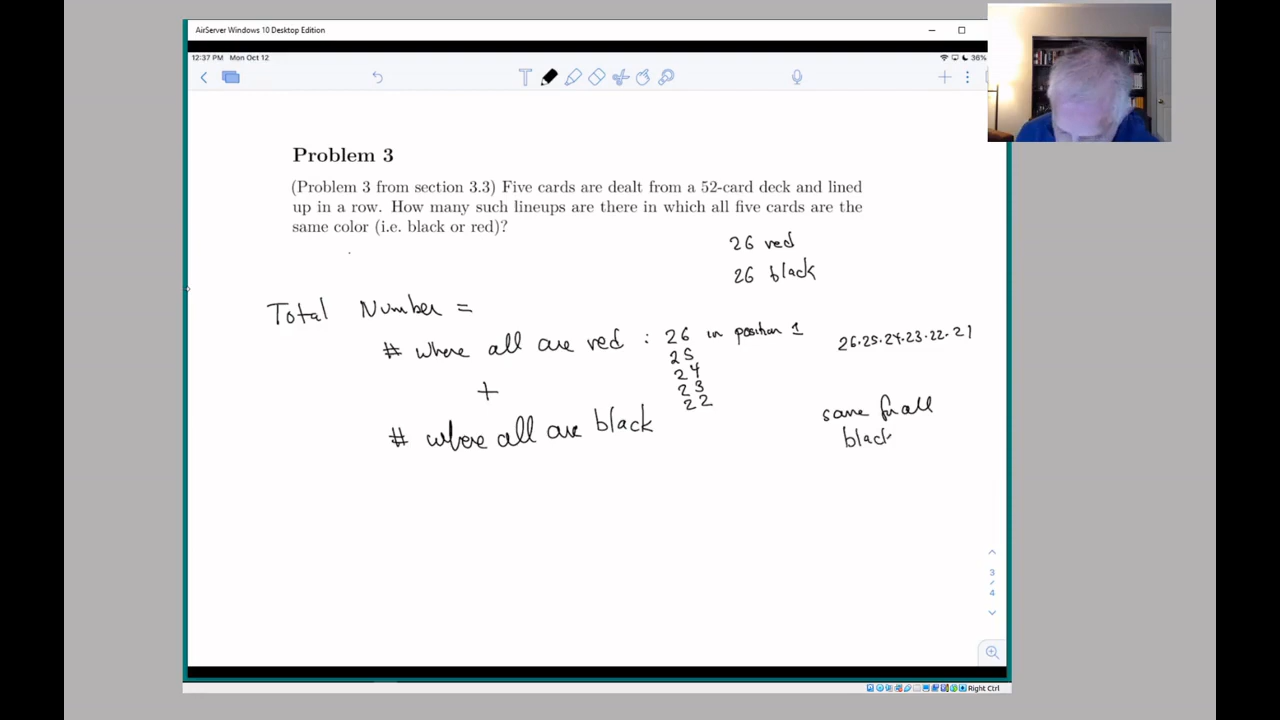 AirServer Windows 10 Desktop Edition
12:37 PM Mon Oct 12
36%
Problem 3
(Problem 3 from section 3.3) Five cards are dealt from a 52-card deck and lined
up in a row. How many such lineups are there in which all five cards are the
same color (i.e. black or red)?
26 red
26 black
Total Number =
# where all are red : 26 in position 1
26·25·24·23·22·21
25
24
23
22
+
# where all are black
same for all
black
3
/
4
Right Ctrl